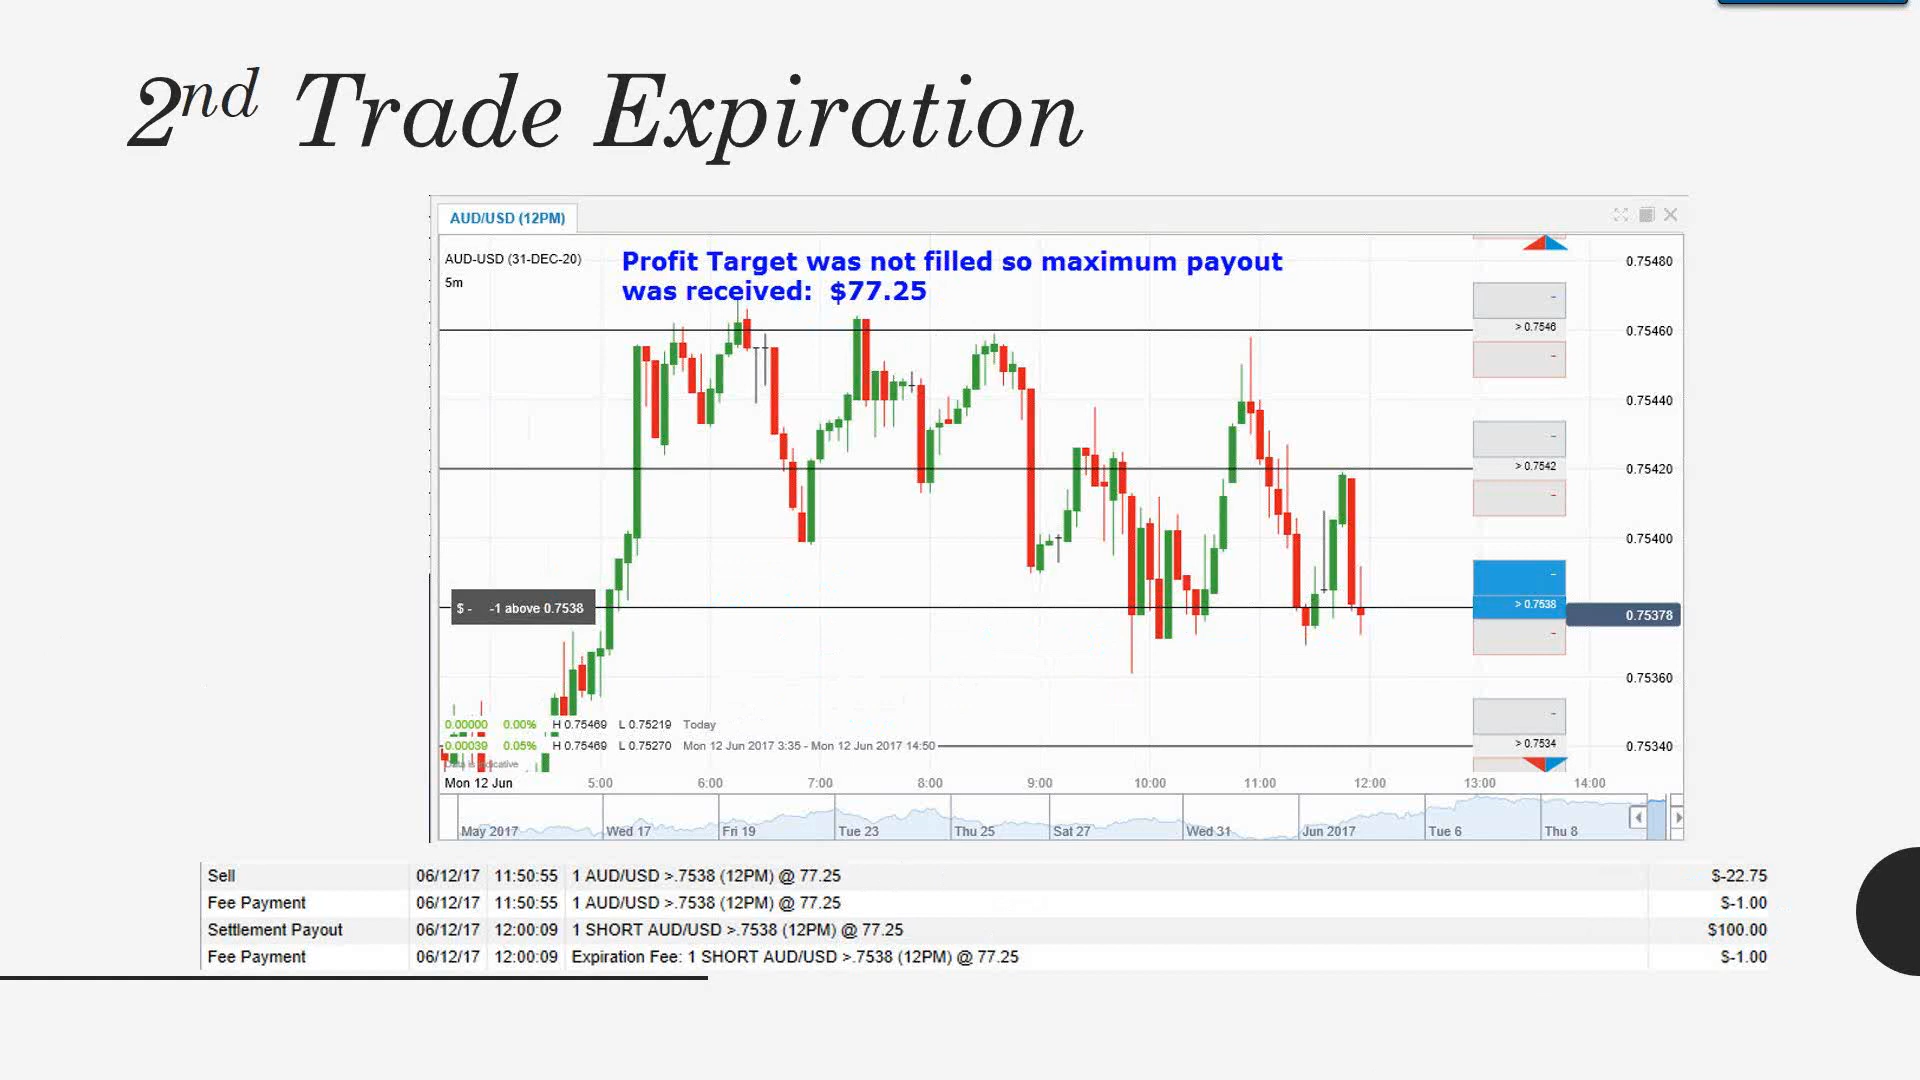 2nd Trade Expiration
AUD/USD (12PM)
AUD-USD (31-DEC-20)
5m
Profit Target was not filled so maximum payout
was received: $77.25
0.75480
-
> 0.7546
0.75460
-
0.75440
-
> 0.7542
0.75420
-
0.75400
-
$ - -1 above 0.7538
> 0.7538
0.75378
-
0.75360
-
0.00000 0.00% H 0.75469 L 0.75219 Today
0.00039 0.05% H 0.75469 L 0.75270 Mon 12 Jun 2017 3:35 - Mon 12 Jun 2017 14:50
> 0.7534
0.75340
Data is indicative
Mon 12 Jun 5:00 6:00 7:00 8:00 9:00 10:00 11:00 12:00 13:00 14:00
May 2017 Wed 17 Fri 19 Tue 23 Thu 25 Sat 27 Wed 31 Jun 2017 Tue 6 Thu 8
Sell 06/12/17 11:50:55 1 AUD/USD >.7538 (12PM) @ 77.25 $-22.75
Fee Payment 06/12/17 11:50:55 1 AUD/USD >.7538 (12PM) @ 77.25 $-1.00
Settlement Payout 06/12/17 12:00:09 1 SHORT AUD/USD >.7538 (12PM) @ 77.25 $100.00
Fee Payment 06/12/17 12:00:09 Expiration Fee: 1 SHORT AUD/USD >.7538 (12PM) @ 77.25 $-1.00